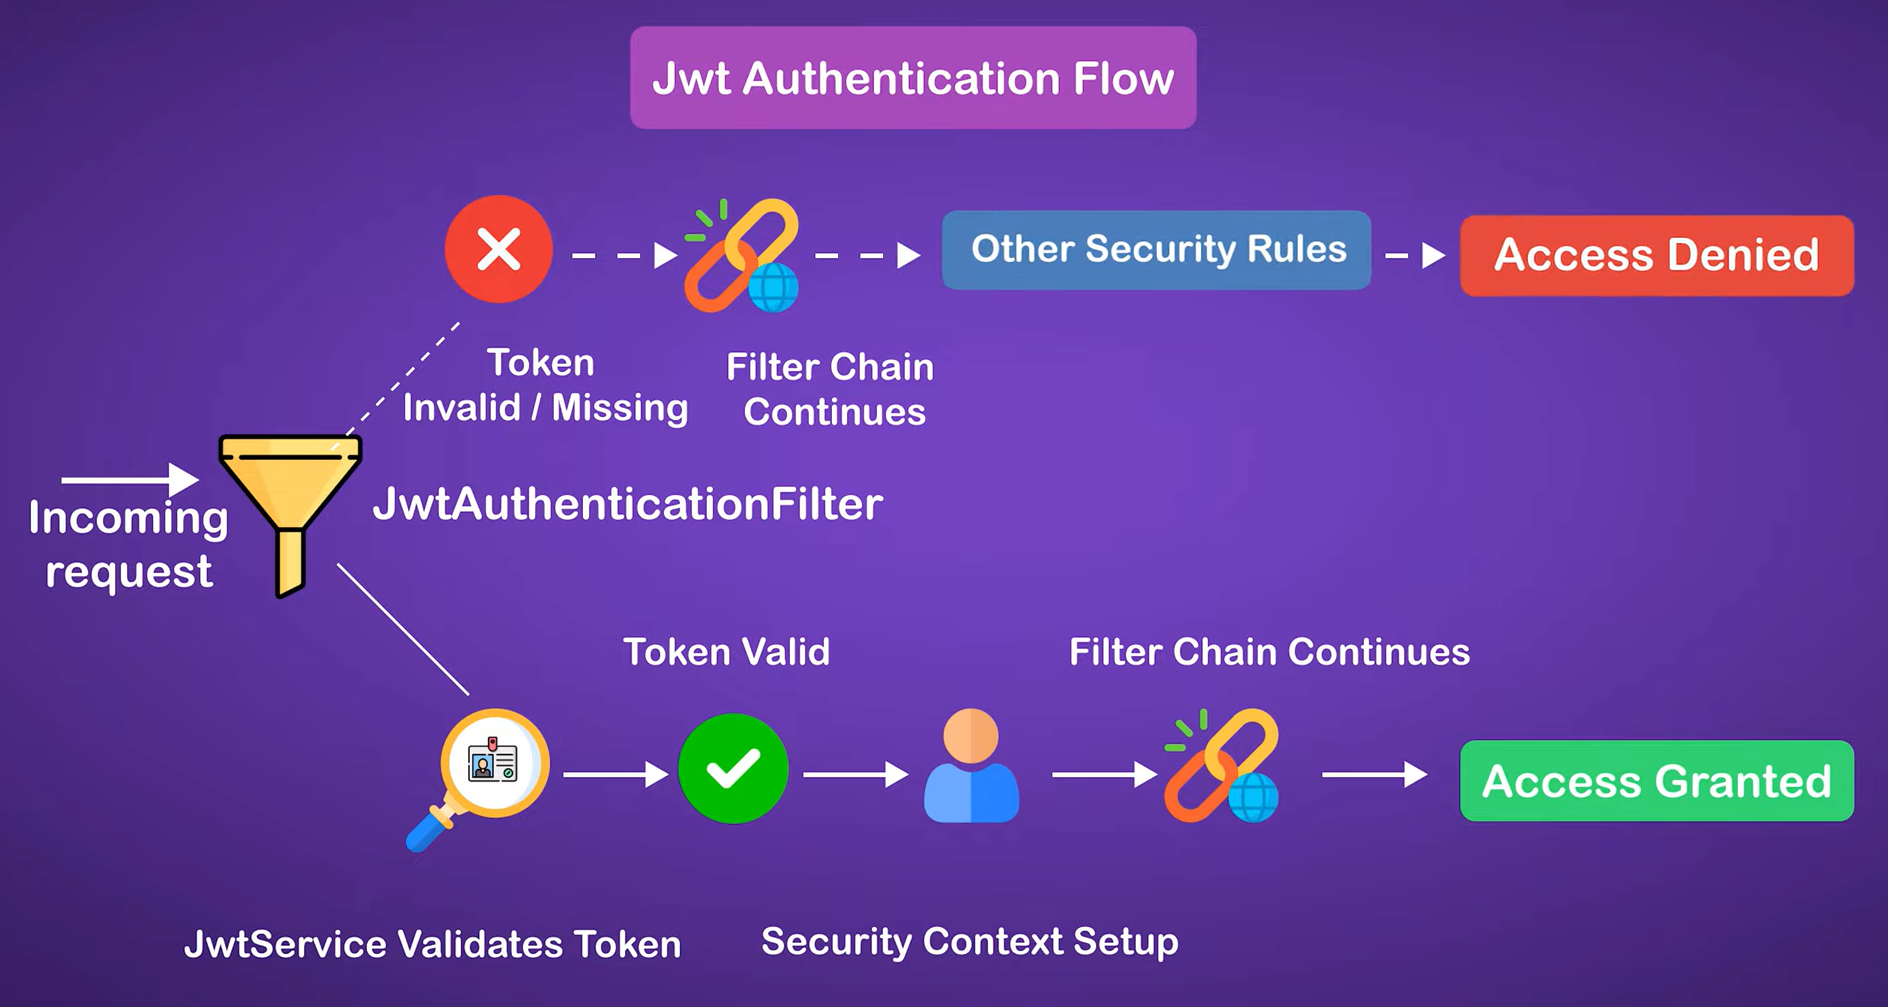 Jwt Authentication Flow
Other Security Rules
Access Denied
Token
Invalid / Missing
Filter Chain
Continues
Incoming
request
JwtAuthenticationFilter
Token Valid
Filter Chain Continues
Access Granted
JwtService Validates Token
Security Context Setup